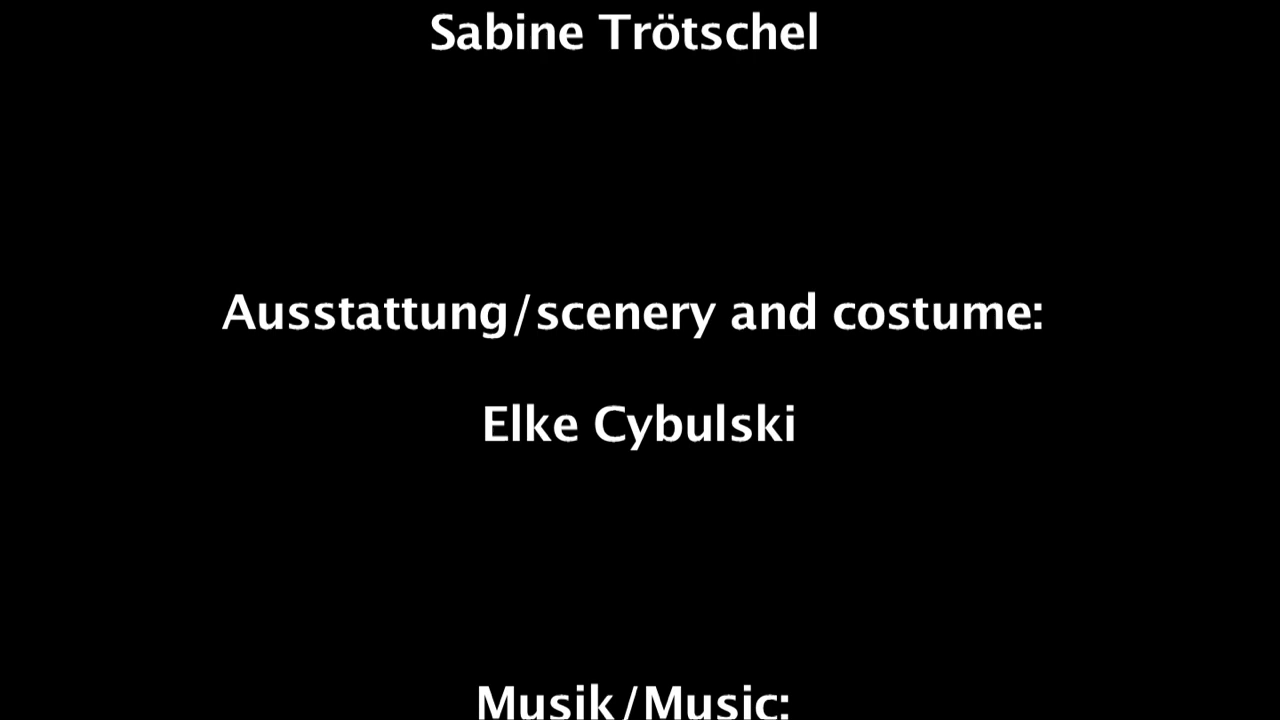 Sabine Trötschel
Ausstattung/scenery and costume:
Elke Cybulski
Musik/Music: